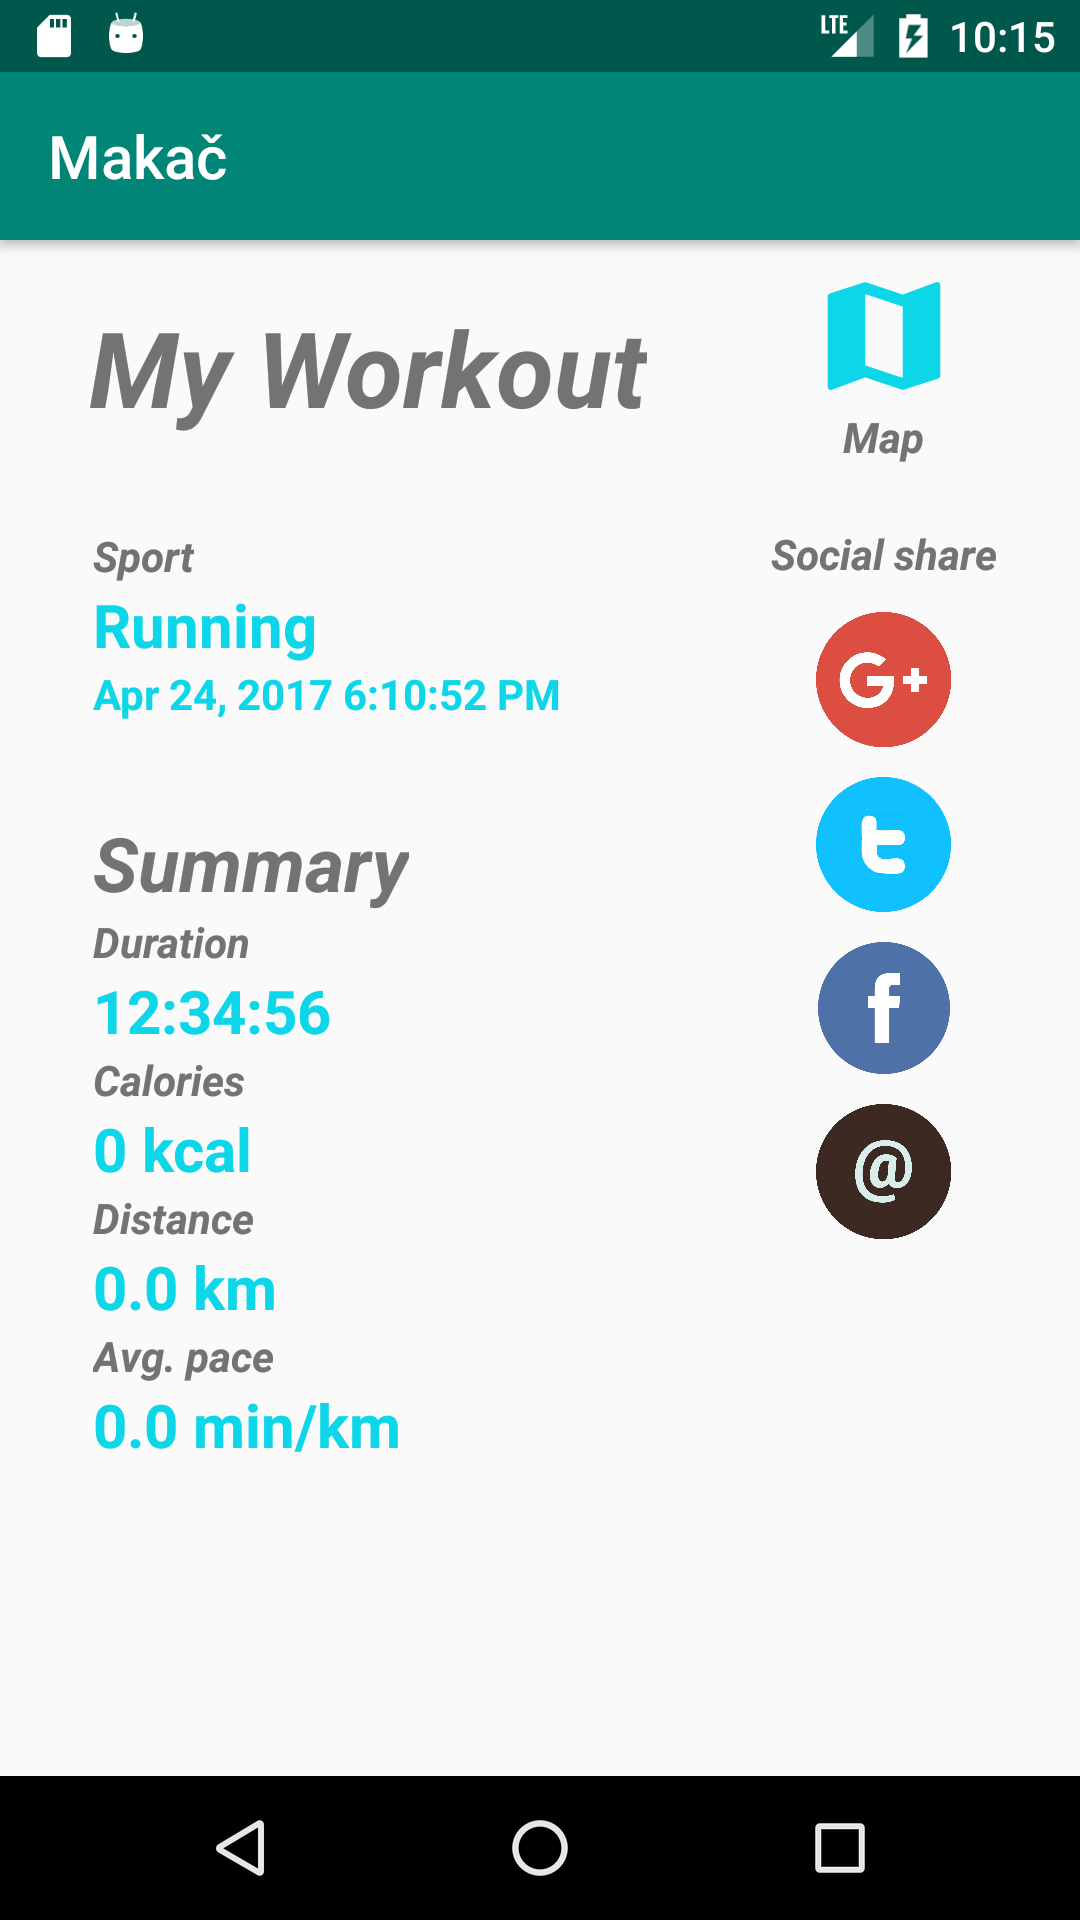 LTE 10:15
Makač
My Workout
Map
Sport
Social share
Running
G+
Apr 24, 2017 6:10:52 PM
t
Summary
Duration
f
12:34:56
Calories
0 kcal
@
Distance
0.0 km
Avg. pace
0.0 min/km